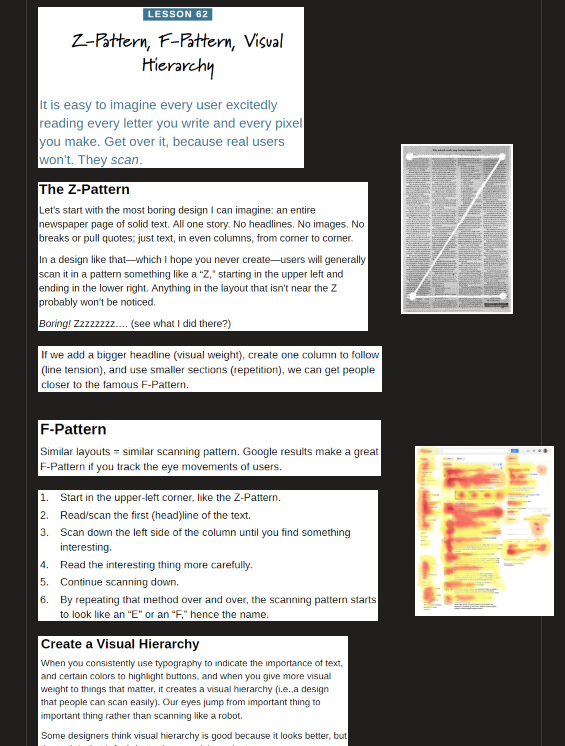 LESSON 62
Z-Pattern, F-Pattern, Visual
Hierarchy
It is easy to imagine every user excitedly
reading every letter you write and every pixel
you make. Get over it, because real users
won’t. They scan.
The Z-Pattern
Let’s start with the most boring design I can imagine: an entire
newspaper page of solid text. All one story. No headlines. No images. No
breaks or pull quotes; just text, in even columns, from corner to corner.
In a design like that—which I hope you never create—users will generally
scan it in a pattern something like a “Z,” starting in the upper left and
ending in the lower right. Anything in the layout that isn’t near the Z
probably won’t be noticed.
Boring! Zzzzzzzz…. (see what I did there?)
If we add a bigger headline (visual weight), create one column to follow
(line tension), and use smaller sections (repetition), we can get people
closer to the famous F-Pattern.
F-Pattern
Similar layouts = similar scanning pattern. Google results make a great
F-Pattern if you track the eye movements of users.
1. Start in the upper-left corner, like the Z-Pattern.
2. Read/scan the first (head)line of the text.
3. Scan down the left side of the column until you find something
interesting.
4. Read the interesting thing more carefully.
5. Continue scanning down.
6. By repeating that method over and over, the scanning pattern starts
to look like an “E” or an “F,” hence the name.
Create a Visual Hierarchy
When you consistently use typography to indicate the importance of text,
and certain colors to highlight buttons, and when you give more visual
weight to things that matter, it creates a visual hierarchy (i.e.,a design
that people can scan easily). Our eyes jump from important thing to
important thing rather than scanning like a robot.
Some designers think visual hierarchy is good because it looks better, but